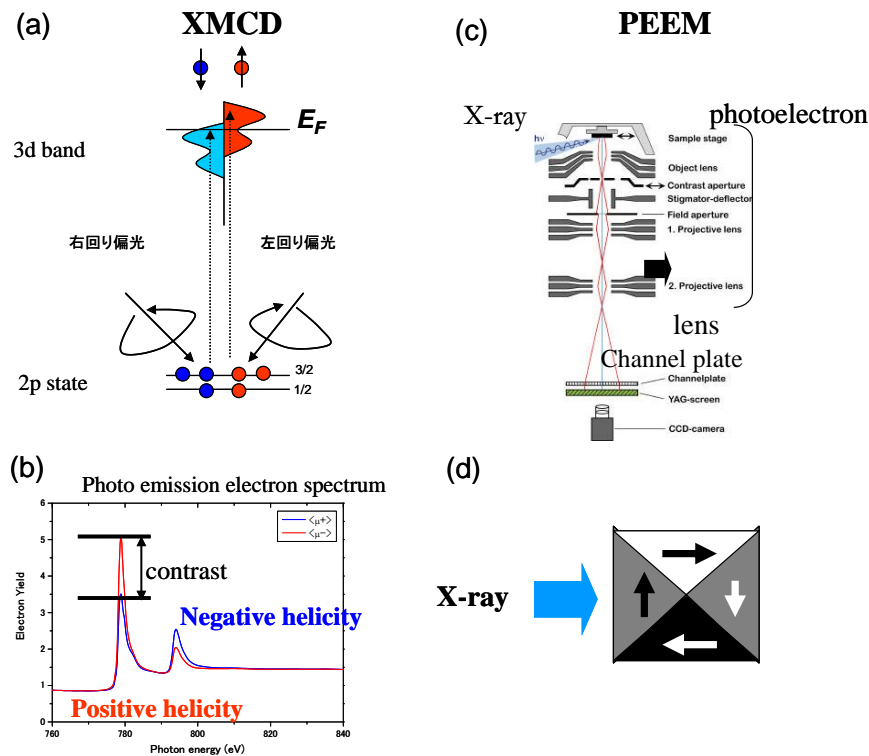 (a)
XMCD
E_F
3d band
右回り偏光
左回り偏光
2p state
3/2
1/2
(b)
Photo emission electron spectrum
6
5
4
3
2
1
0
Electron Yield
<μ+>
<μ->
contrast
Negative helicity
Positive helicity
760
780
800
820
840
Photon energy (eV)
(c)
PEEM
X-ray
photoelectron
hν
Sample stage
Object lens
Contrast aperture
Stigmator-deflector
Field aperture
1. Projective lens
2. Projective lens
lens
Channel plate
Channelplate
YAG-screen
CCD-camera
(d)
X-ray